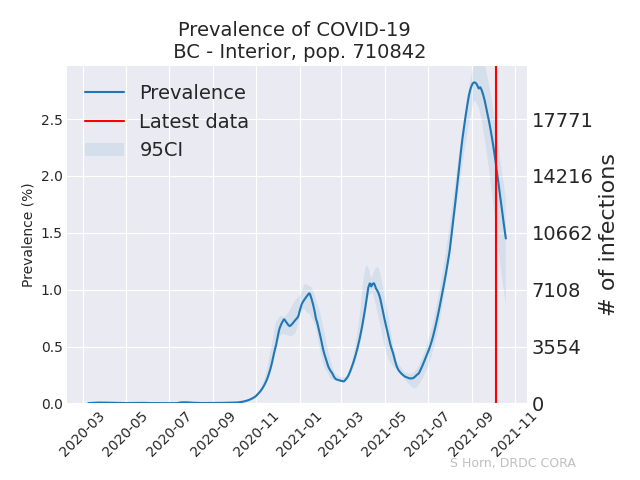 Prevalence of COVID-19
BC - Interior, pop. 710842
Prevalence
Latest data
95CI
Prevalence (%)
2.5
2.0
1.5
1.0
0.5
0.0
17771
14216
10662
7108
3554
0
# of infections
2020-03
2020-05
2020-07
2020-09
2020-11
2021-01
2021-03
2021-05
2021-07
2021-09
2021-11
S Horn, DRDC CORA